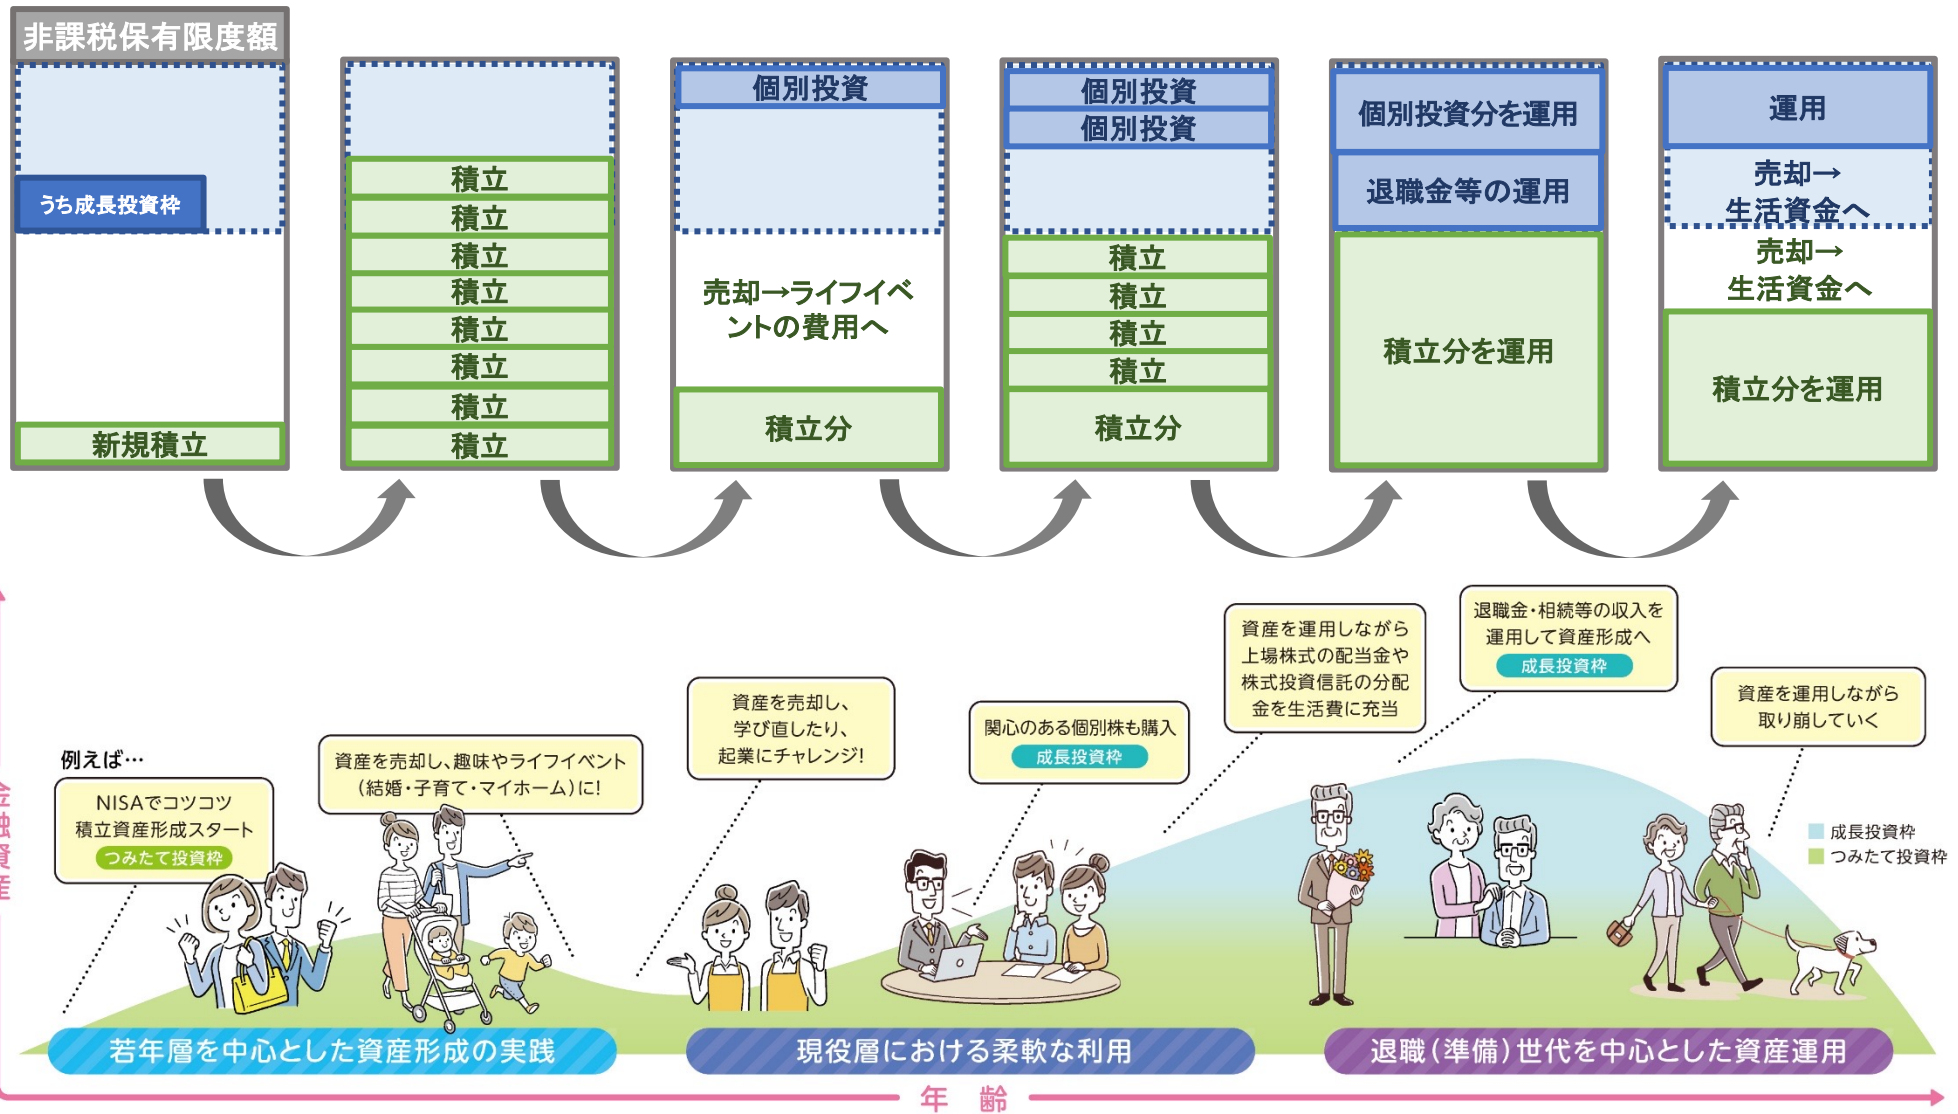 非課税保有限度額
うち成長投資枠
新規積立
積立
積立
積立
積立
積立
積立
積立
積立
個別投資
売却→ライフイベ
ントの費用へ
積立分
個別投資
個別投資
積立
積立
積立
積立
積立分
個別投資分を運用
退職金等の運用
積立分を運用
運用
売却→
生活資金へ
売却→
生活資金へ
積立分を運用
金融資産
例えば…
NISAでコツコツ
積立資産形成スタート
つみたて投資枠
資産を売却し、趣味やライフイベント
（結婚・子育て・マイホーム）に!
資産を売却し、
学び直したり、
起業にチャレンジ!
関心のある個別株も購入
成長投資枠
資産を運用しながら
上場株式の配当金や
株式投資信託の分配
金を生活費に充当
退職金・相続等の収入を
運用して資産形成へ
成長投資枠
資産を運用しながら
取り崩していく
成長投資枠
つみたて投資枠
若年層を中心とした資産形成の実践
現役層における柔軟な利用
退職（準備）世代を中心とした資産運用
年 齢